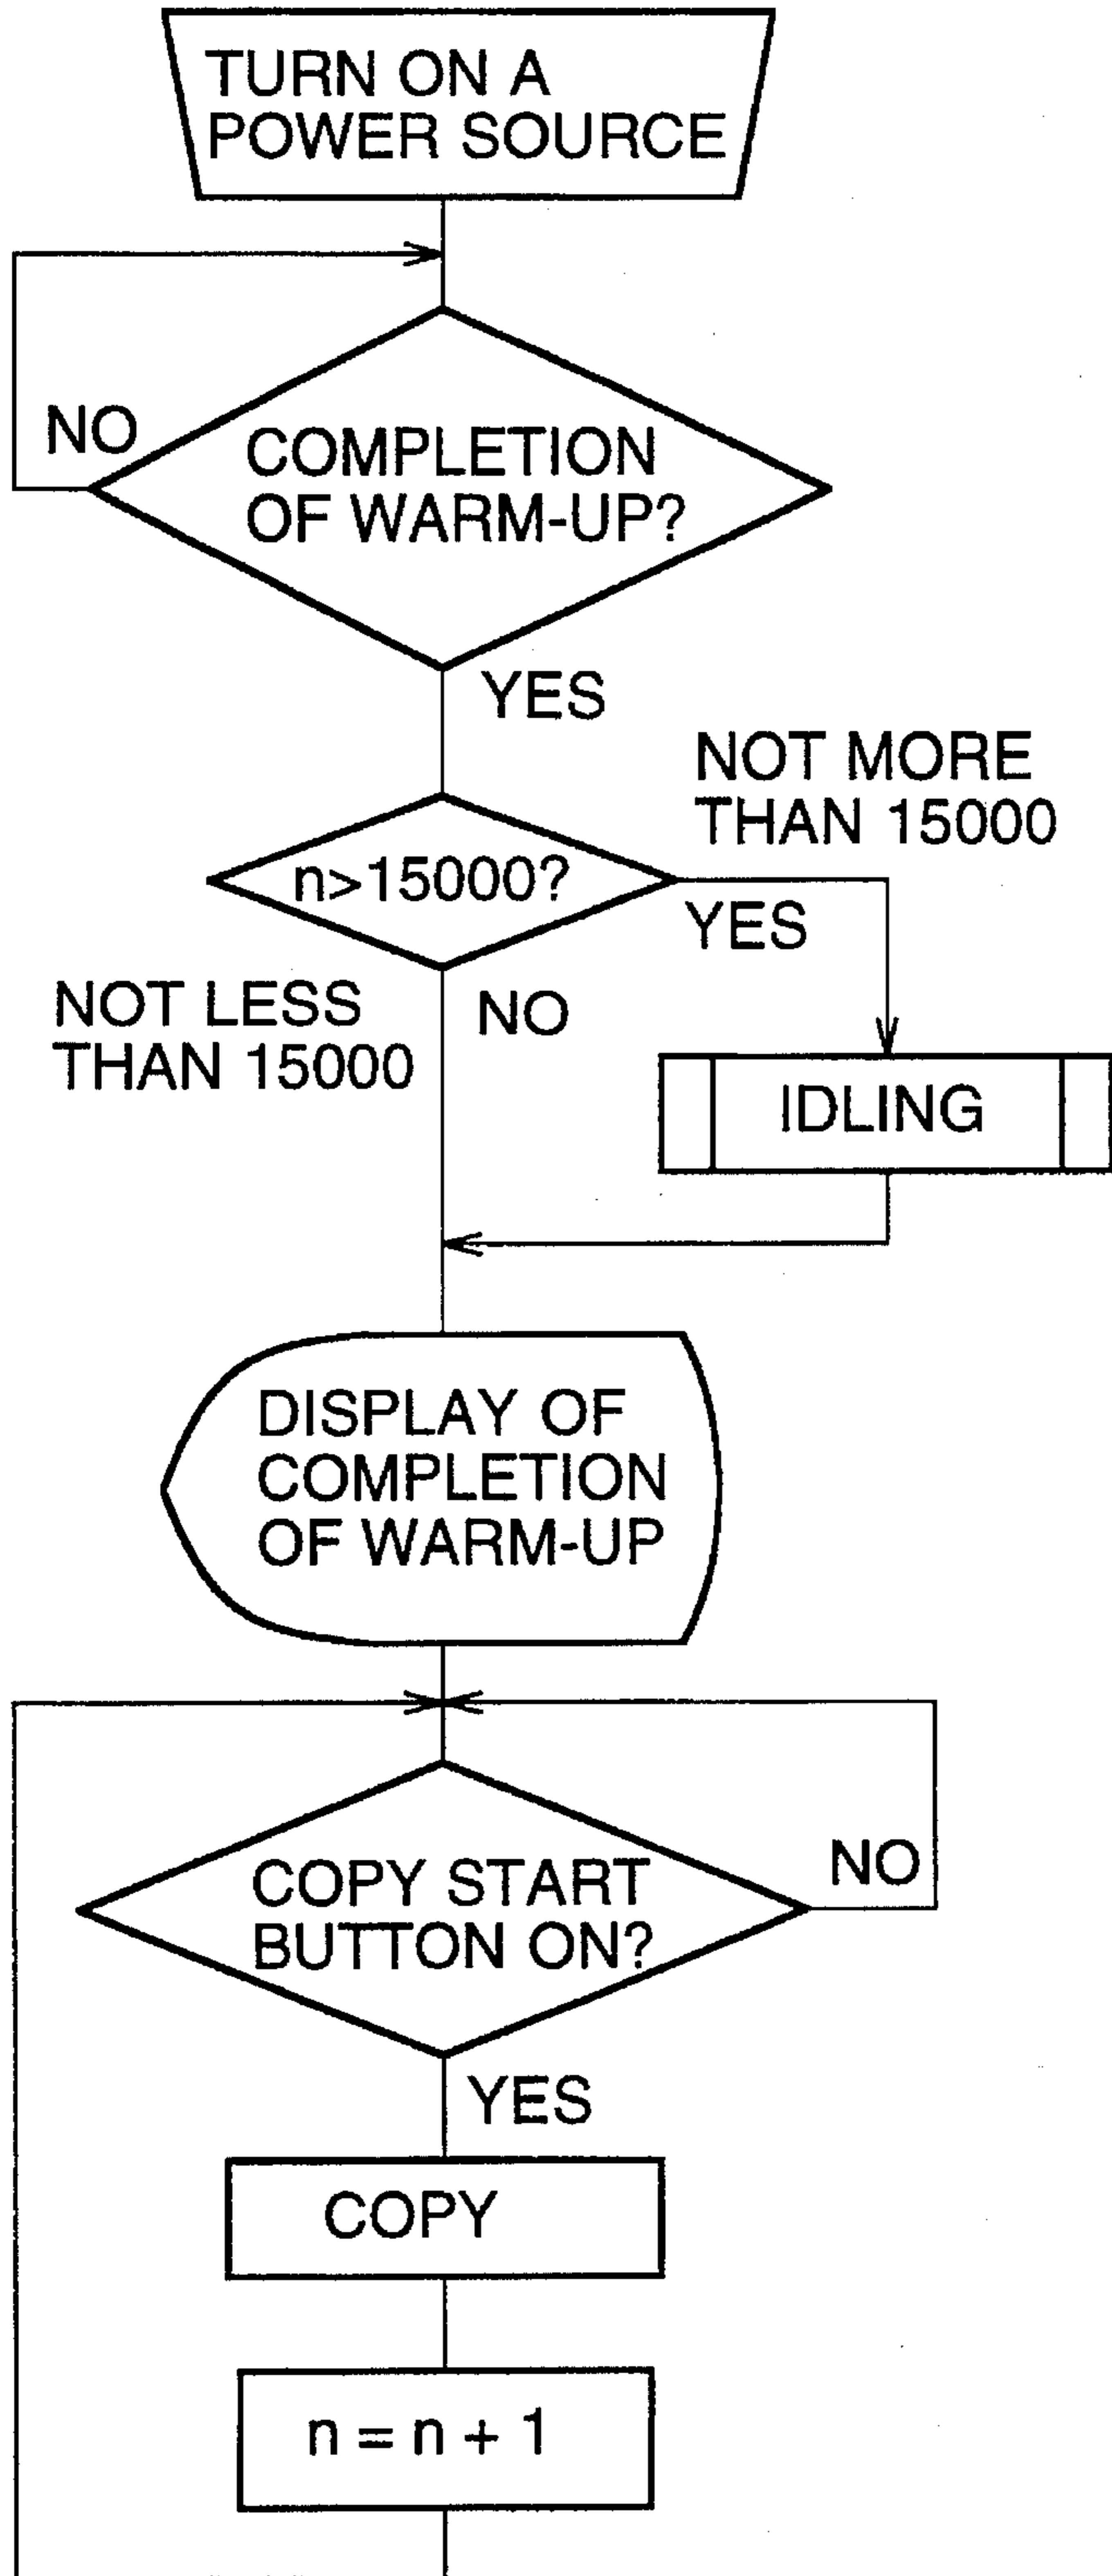 TURN ON A
POWER SOURCE
NO
COMPLETION
OF WARM-UP?
YES
NOT MORE
THAN 15000
n>15000?
YES
NOT LESS
THAN 15000
NO
IDLING
DISPLAY OF
COMPLETION
OF WARM-UP
NO
COPY START
BUTTON ON?
YES
COPY
n = n + 1